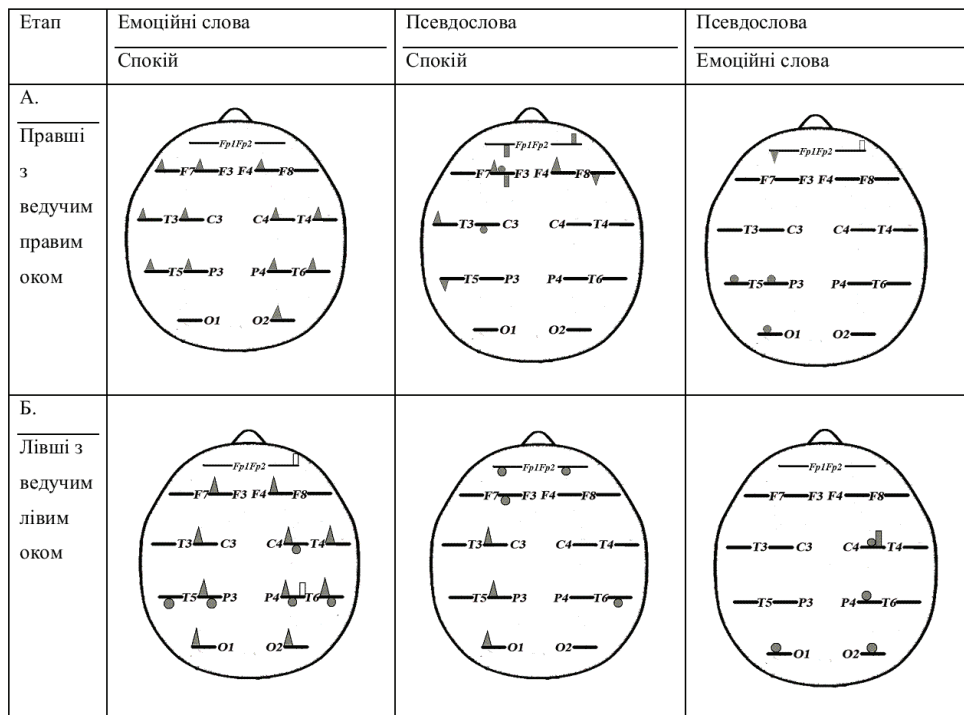 Етап
Емоційні слова
Спокій
Псевдослова
Спокій
Псевдослова
Емоційні слова
А.
Правші
з
ведучим
правим
оком
Fp1Fp2
F7 F3 F4 F8
T3 C3 C4 T4
T5 P3 P4 T6
O1 O2
Fp1Fp2
F7 F3 F4 F8
T3 C3 C4 T4
T5 P3 P4 T6
O1 O2
Fp1Fp2
F7 F3 F4 F8
T3 C3 C4 T4
T5 P3 P4 T6
O1 O2
Б.
Лівші з
ведучим
лівим
оком
Fp1Fp2
F7 F3 F4 F8
T3 C3 C4 T4
T5 P3 P4 T6
O1 O2
Fp1Fp2
F7 F3 F4 F8
T3 C3 C4 T4
T5 P3 P4 T6
O1 O2
Fp1Fp2
F7 F3 F4 F8
T3 C3 C4 T4
T5 P3 P4 T6
O1 O2